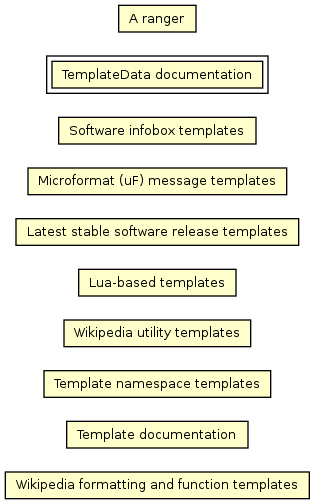 A ranger
TemplateData documentation
Software infobox templates
Microformat (uF) message templates
Latest stable software release templates
Lua-based templates
Wikipedia utility templates
Template namespace templates
Template documentation
Wikipedia formatting and function templates